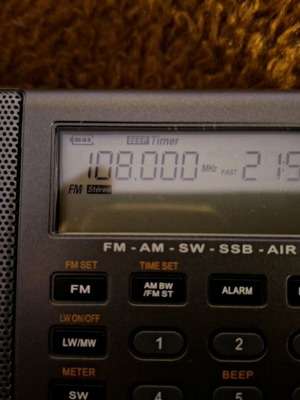 BEEP Timer
108.000 MHz FAST 219
FM Stereo
FM - AM - SW - SSB - AIR
FM SET TIME SET
FM AM BW /FM ST ALARM
LW ON/OFF
LW/MW 1 2
METER BEEP
SW 4 5